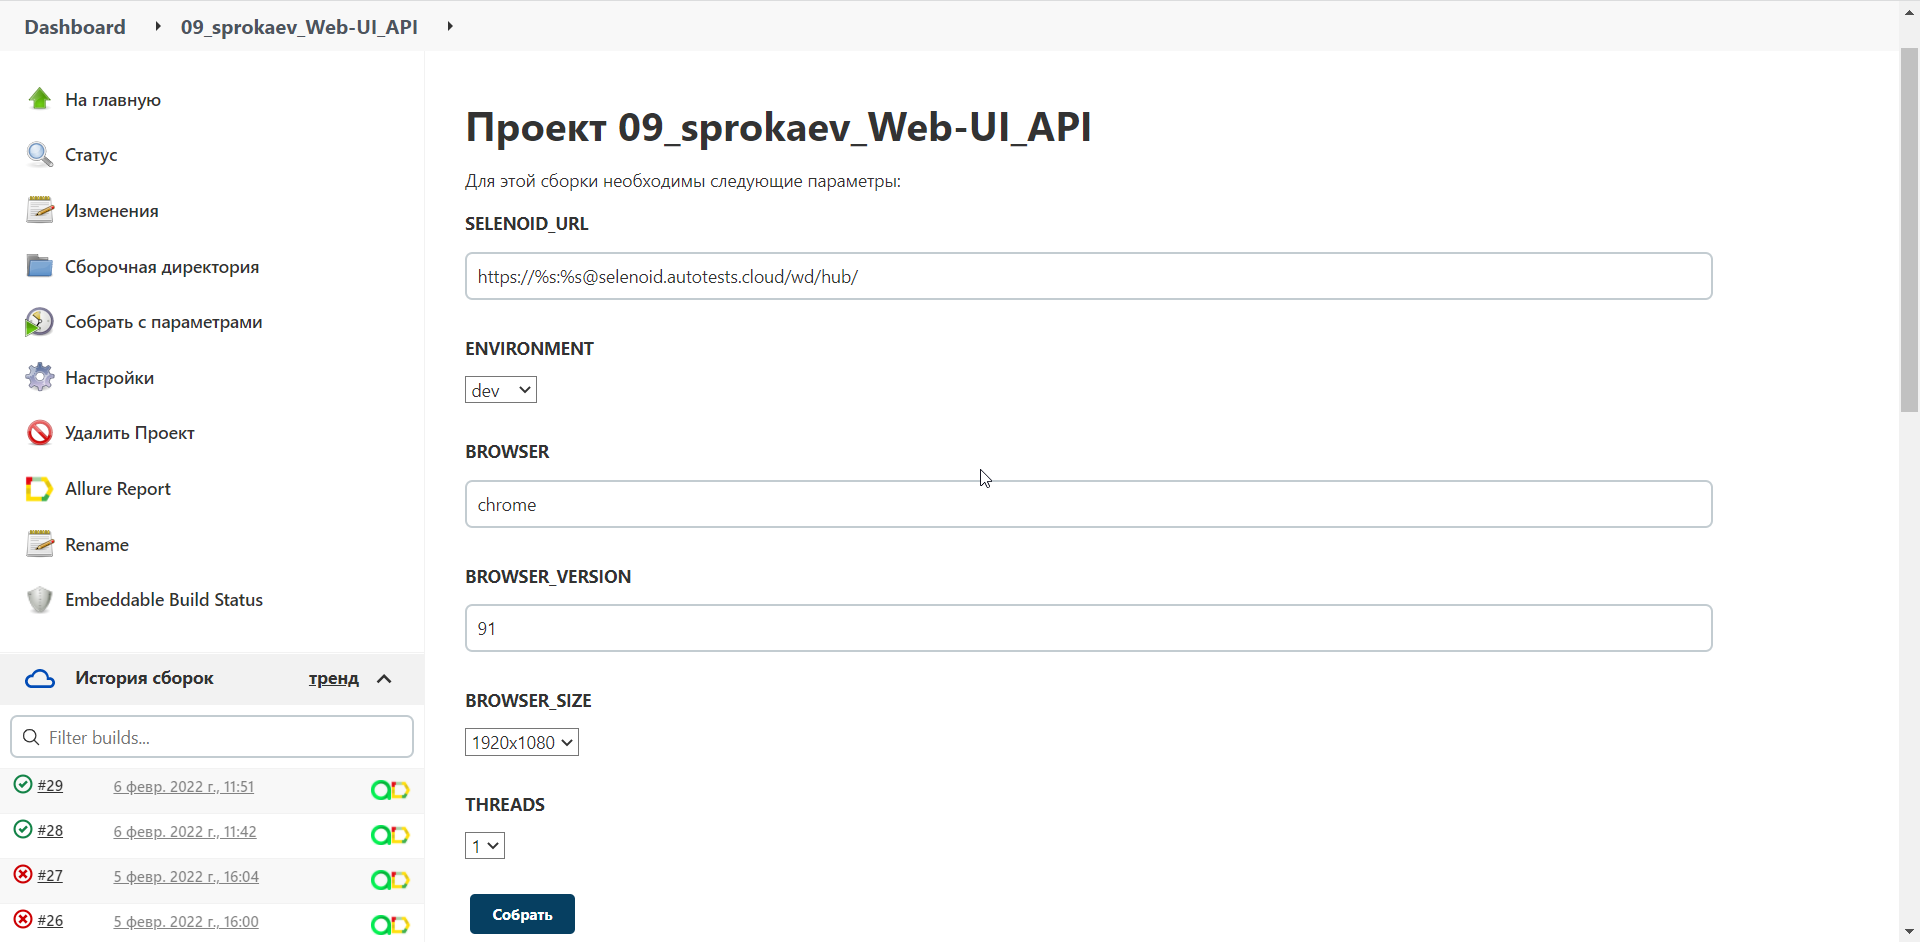 Dashboard 09_sprokaev_Web-UI_API
На главную
Статус
Изменения
Сборочная директория
Собрать с параметрами
Настройки
Удалить Проект
Allure Report
Rename
Embeddable Build Status
История сборок тренд
Filter builds...
#29 6 февр. 2022 г., 11:51
#28 6 февр. 2022 г., 11:42
#27 5 февр. 2022 г., 16:04
#26 5 февр. 2022 г., 16:00
Проект 09_sprokaev_Web-UI_API
Для этой сборки необходимы следующие параметры:
SELENOID_URL
https://%s:%s@selenoid.autotests.cloud/wd/hub/
ENVIRONMENT
dev
BROWSER
chrome
BROWSER_VERSION
91
BROWSER_SIZE
1920x1080
THREADS
1
Собрать